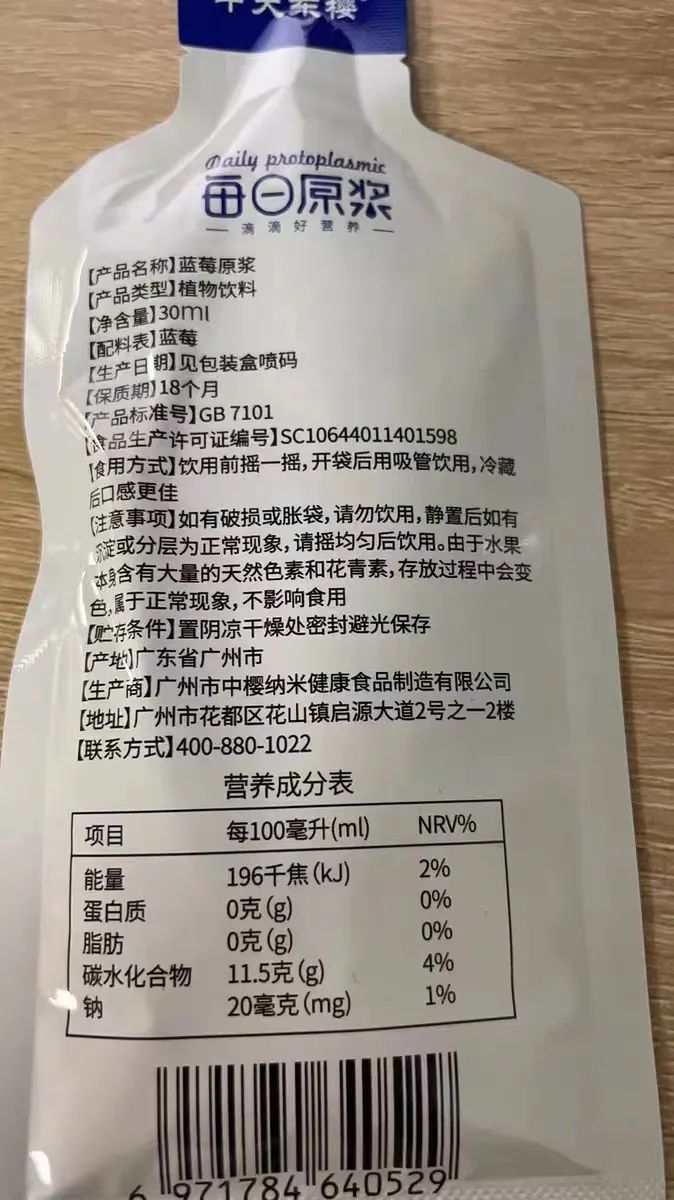 Daily protoplasmic
每日原浆
滴滴好营养
【产品名称】蓝莓原浆
【产品类型】植物饮料
【净含量】30ml
【配料表】蓝莓
【生产日期】见包装盒喷码
【保质期】18个月
【产品标准号】GB 7101
【食品生产许可证编号】SC10644011401598
【食用方式】饮用前摇一摇,开袋后用吸管饮用,冷藏
后口感更佳
【注意事项】如有破损或胀袋,请勿饮用,静置后如有
沉淀或分层为正常现象,请摇均匀后饮用。由于水果
本身含有大量的天然色素和花青素,存放过程中会变
色,属于正常现象,不影响食用
【贮存条件】置阴凉干燥处密封避光保存
【产地】广东省广州市
【生产商】广州市中樱纳米健康食品制造有限公司
【地址】广州市花都区花山镇启源大道2号之一2楼
【联系方式】400-880-1022
营养成分表
项目 每100毫升(ml) NRV%
能量 196千焦(kJ) 2%
蛋白质 0克(g) 0%
脂肪 0克(g) 0%
碳水化合物 11.5克(g) 4%
钠 20毫克(mg) 1%
6 971784 640529